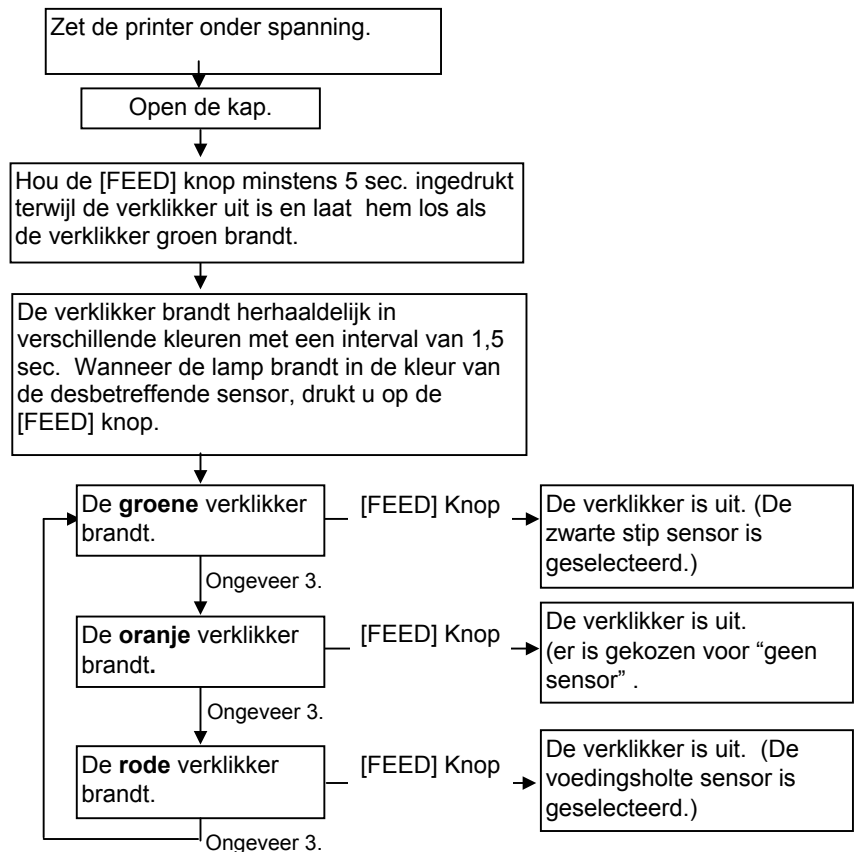 Zet de printer onder spanning.
Open de kap.
Hou de [FEED] knop minstens 5 sec. ingedrukt
terwijl de verklikker uit is en laat hem los als
de verklikker groen brandt.
De verklikker brandt herhaaldelijk in
verschillende kleuren met een interval van 1,5
sec. Wanneer de lamp brandt in de kleur van
de desbetreffende sensor, drukt u op de
[FEED] knop.
De groene verklikker
brandt.
[FEED] Knop
De verklikker is uit. (De
zwarte stip sensor is
geselecteerd.)
Ongeveer 3.
De oranje verklikker
brandt.
[FEED] Knop
De verklikker is uit.
(er is gekozen voor “geen
sensor” .
Ongeveer 3.
De rode verklikker
brandt.
[FEED] Knop
De verklikker is uit. (De
voedingsholte sensor is
geselecteerd.)
Ongeveer 3.